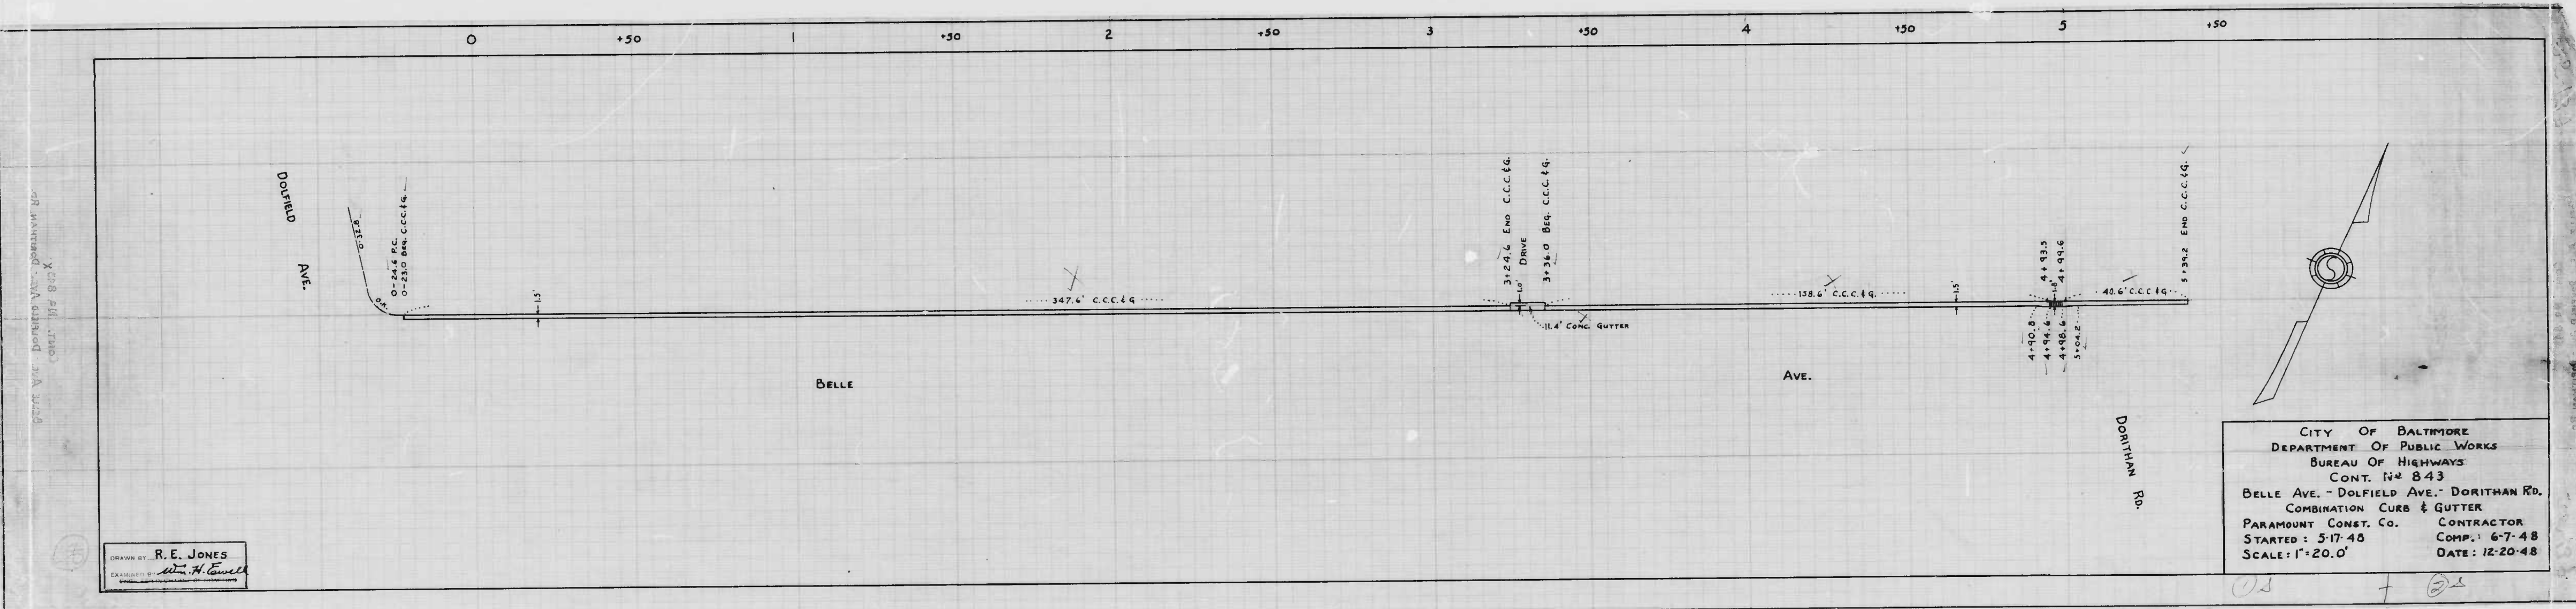 0 +50 1 +50 2 +50 3 +50 4 +50 5 +50
DOLFIELD
AVE.
0-32.8
0-24.6 P.C.
0-23.0 BEG. C.C.C.&G.
1.5'
347.6' C.C.C.&G.
3+24.6 END C.C.C.&G.
1.0'
DRIVE
3+36.0 BEG. C.C.C.&G.
11.4' CONC. GUTTER
158.6' C.C.C.&G.
1.5'
4+93.5
1.8'
4+99.6
40.6' C.C.C.&G.
5+39.2 END C.C.C.&G.
4+90.8
4+94.6
4+98.6
5+04.2
BELLE
AVE.
DORITHAN RD.
CITY OF BALTIMORE
DEPARTMENT OF PUBLIC WORKS
BUREAU OF HIGHWAYS
CONT. No 843
BELLE AVE. - DOLFIELD AVE. - DORITHAN RD.
COMBINATION CURB & GUTTER
PARAMOUNT CONST. CO. CONTRACTOR
STARTED: 5-17-48 COMP.: 6-7-48
SCALE: 1"=20.0' DATE: 12-20-48
DRAWN BY R.E. JONES
EXAMINED BY Wm. H. Ewell